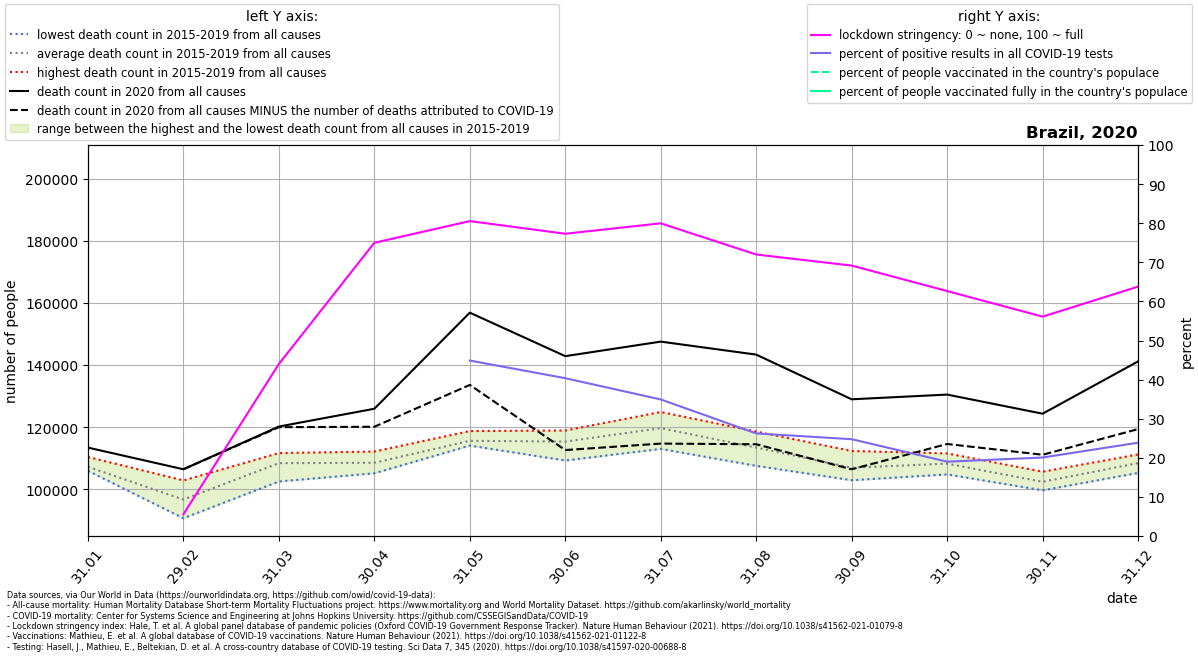 left Y axis:
lowest death count in 2015-2019 from all causes
average death count in 2015-2019 from all causes
highest death count in 2015-2019 from all causes
death count in 2020 from all causes
death count in 2020 from all causes MINUS the number of deaths attributed to COVID-19
range between the highest and the lowest death count from all causes in 2015-2019
right Y axis:
lockdown stringency: 0 ~ none, 100 ~ full
percent of positive results in all COVID-19 tests
percent of people vaccinated in the country's populace
percent of people vaccinated fully in the country's populace
Brazil, 2020
number of people
200000
180000
160000
140000
120000
100000
100
90
80
70
60
50
40
30
20
10
0
percent
31.01
29.02
31.03
30.04
31.05
30.06
31.07
31.08
30.09
31.10
30.11
31.12
date
Data sources, via Our World in Data (https://ourworldindata.org, https://github.com/owid/covid-19-data):
- All-cause mortality: Human Mortality Database Short-term Mortality Fluctuations project. https://www.mortality.org and World Mortality Dataset. https://github.com/akarlinsky/world_mortality
- COVID-19 mortality: Center for Systems Science and Engineering at Johns Hopkins University. https://github.com/CSSEGISandData/COVID-19
- Lockdown stringency index: Hale, T. et al. A global panel database of pandemic policies (Oxford COVID-19 Government Response Tracker). Nature Human Behaviour (2021). https://doi.org/10.1038/s41562-021-01079-8
- Vaccinations: Mathieu, E. et al. A global database of COVID-19 vaccinations. Nature Human Behaviour (2021). https://doi.org/10.1038/s41562-021-01122-8
- Testing: Hasell, J., Mathieu, E., Beltekian, D. et al. A cross-country database of COVID-19 testing. Sci Data 7, 345 (2020). https://doi.org/10.1038/s41597-020-00688-8